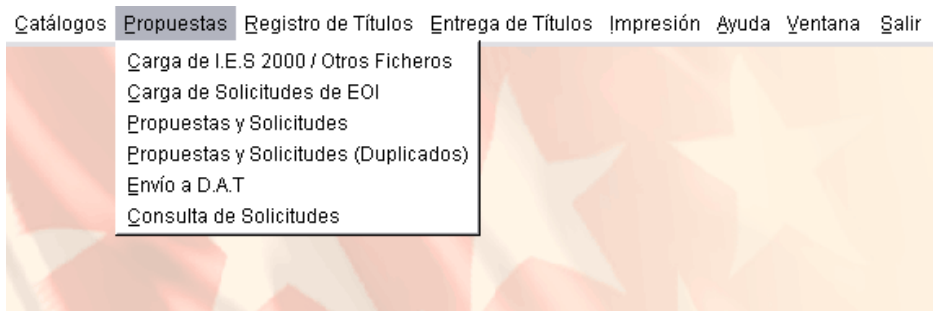 Catálogos Propuestas Registro de Títulos Entrega de Títulos Impresión Ayuda Ventana Salir
Carga de I.E.S 2000 / Otros Ficheros
Carga de Solicitudes de EOI
Propuestas y Solicitudes
Propuestas y Solicitudes (Duplicados)
Envío a D.A.T
Consulta de Solicitudes